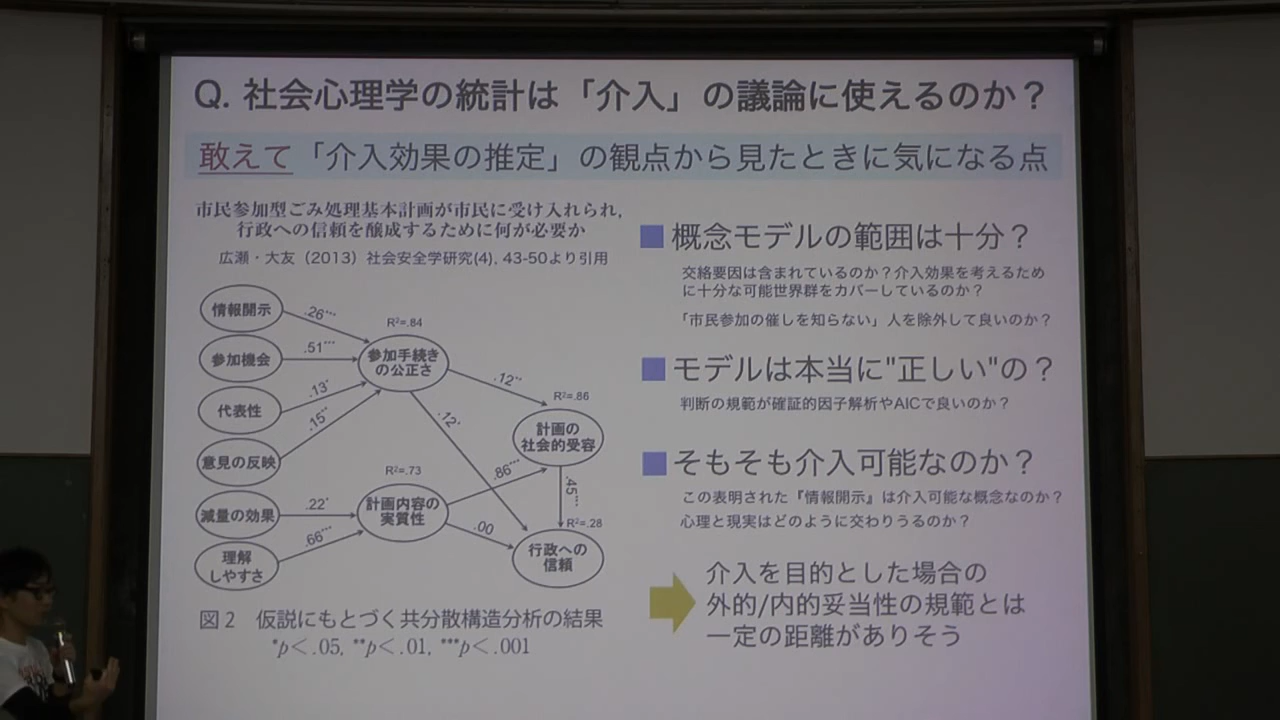 Q. 社会心理学の統計は「介入」の議論に使えるのか？
敢えて「介入効果の推定」の観点から見たときに気になる点
市民参加型ごみ処理基本計画が市民に受け入れられ,
行政への信頼を醸成するために何が必要か
広瀬・大友（2013）社会安全学研究(4), 43-50より引用
情報開示
参加機会
代表性
意見の反映
減量の効果
理解
しやすさ
.26***
.51***
.13*
.15**
.22*
.66***
R²=.84
参加手続き
の公正さ
R²=.73
計画内容の
実質性
.12**
.12*
.86***
.00
R²=.86
計画の
社会的受容
.45***
R²=.28
行政への
信頼
図2 仮説にもとづく共分散構造分析の結果
*p＜.05, **p＜.01, ***p＜.001
■概念モデルの範囲は十分？
交絡要因は含まれているのか？介入効果を考えるため
に十分な可能世界群をカバーしているのか？
「市民参加の催しを知らない」人を除外して良いのか？
■モデルは本当に"正しい"の？
判断の規範が確証的因子解析やAICで良いのか？
■そもそも介入可能なのか？
この表明された『情報開示』は介入可能な概念なのか？
心理と現実はどのように交わりうるのか？
介入を目的とした場合の
外的/内的妥当性の規範とは
一定の距離がありそう